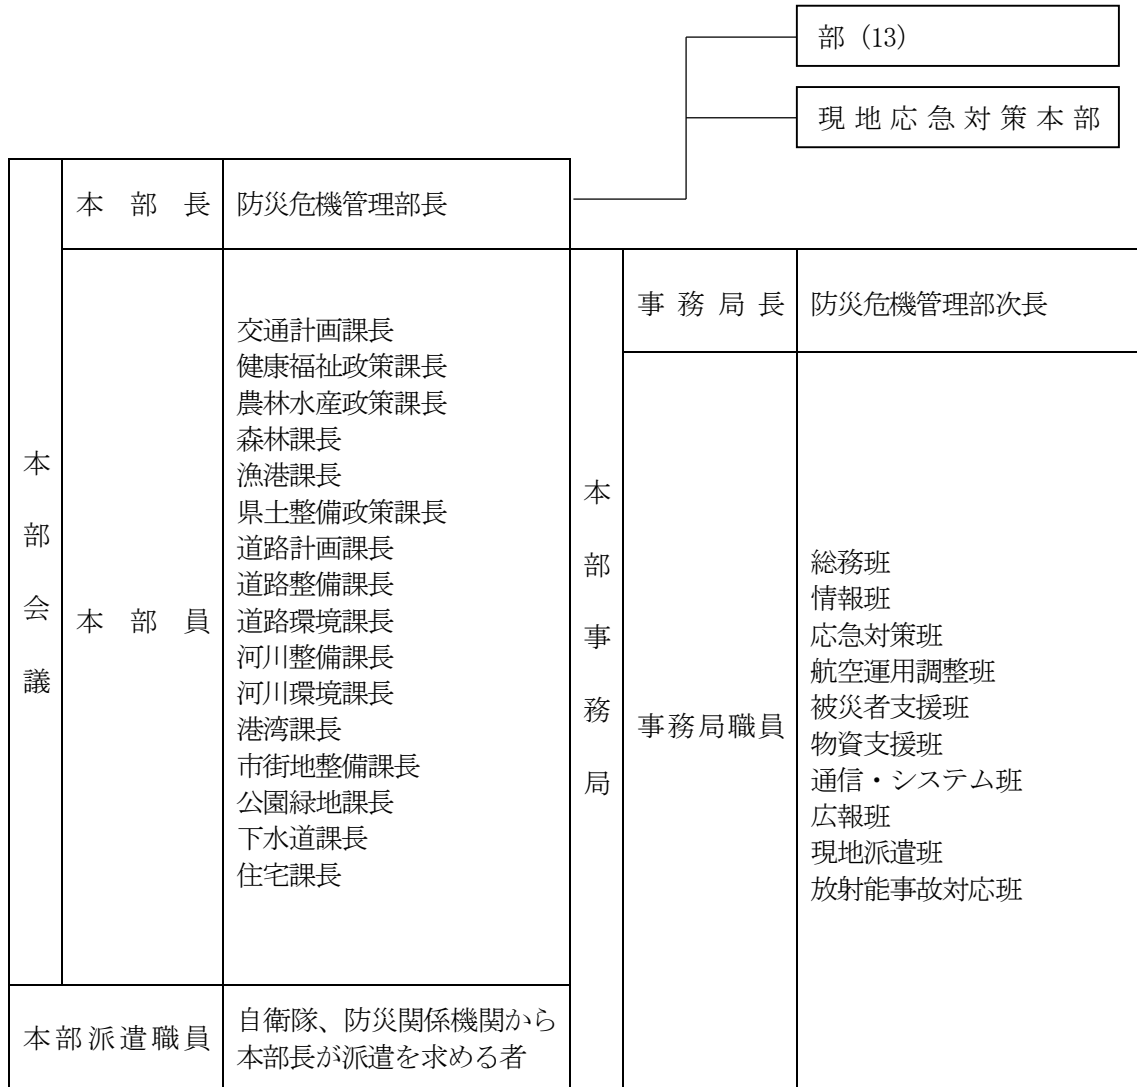 部（13）
現地応急対策本部
本部会議
本部長
防災危機管理部長
本部員
交通計画課長
健康福祉政策課長
農林水産政策課長
森林課長
漁港課長
県土整備政策課長
道路計画課長
道路整備課長
道路環境課長
河川整備課長
河川環境課長
港湾課長
市街地整備課長
公園緑地課長
下水道課長
住宅課長
本部派遣職員
自衛隊、防災関係機関から
本部長が派遣を求める者
本部事務局
事務局長
防災危機管理部次長
事務局職員
総務班
情報班
応急対策班
航空運用調整班
被災者支援班
物資支援班
通信・システム班
広報班
現地派遣班
放射能事故対応班